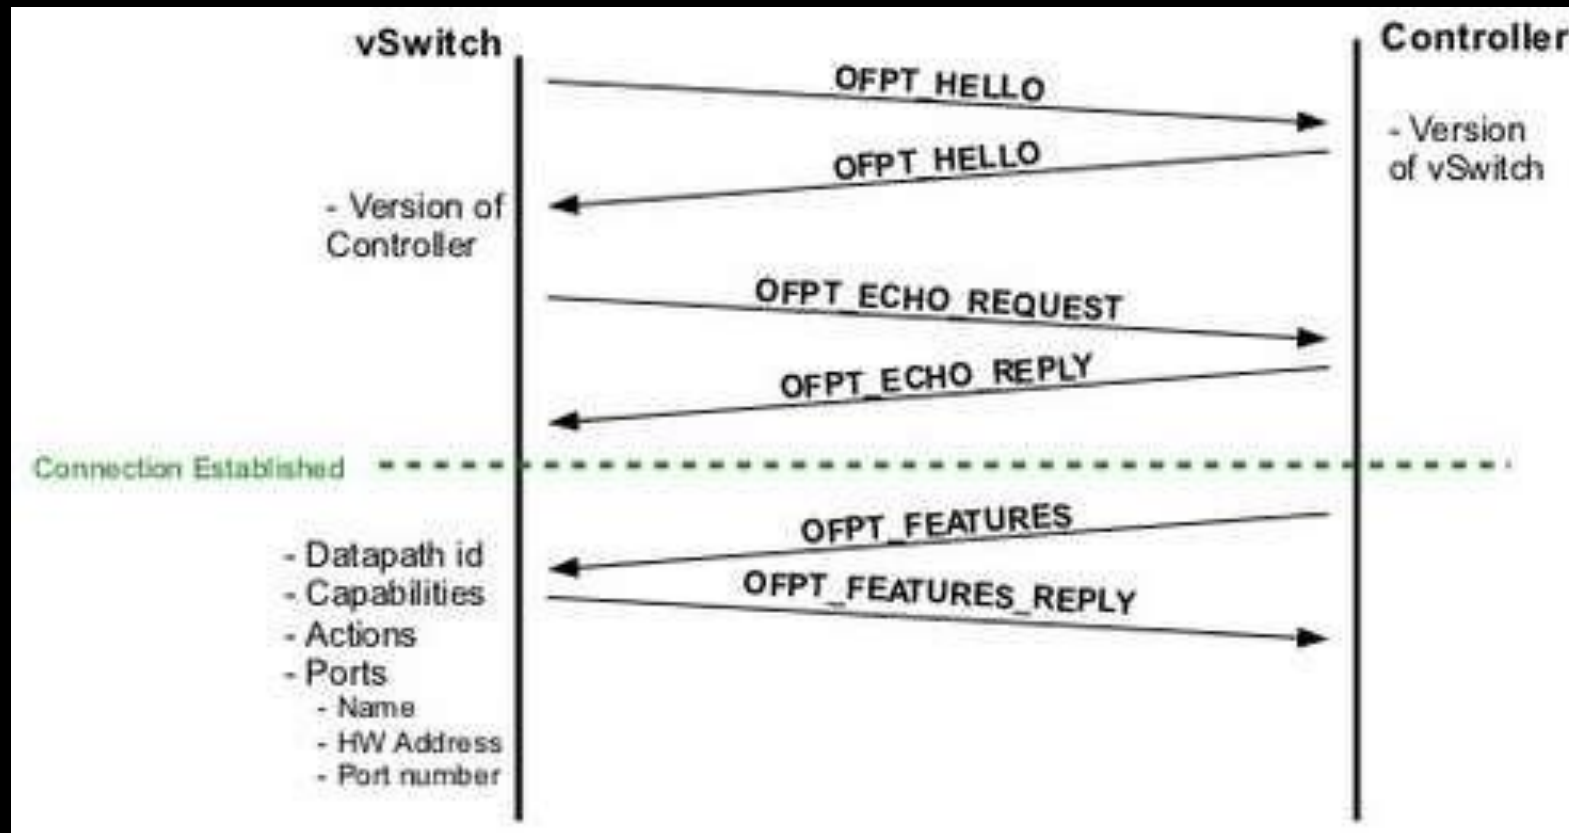 vSwitch
Controller
OFPT_HELLO
- Version
of vSwitch
OFPT_HELLO
- Version of
Controller
OFPT_ECHO_REQUEST
OFPT_ECHO_REPLY
Connection Established
OFPT_FEATURES
- Datapath id
- Capabilities
- Actions
- Ports
- Name
- HW Address
- Port number
OFPT_FEATURES_REPLY